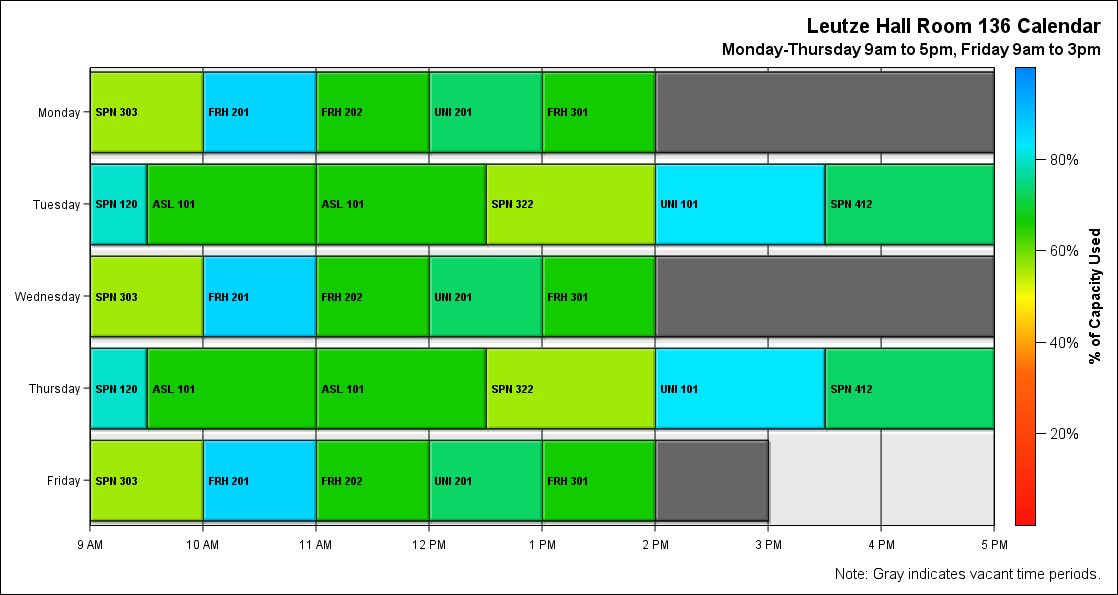 Leutze Hall Room 136 Calendar
Monday-Thursday 9am to 5pm, Friday 9am to 3pm
Monday
SPN 303
FRH 201
FRH 202
UNI 201
FRH 301
Tuesday
SPN 120
ASL 101
ASL 101
SPN 322
UNI 101
SPN 412
Wednesday
SPN 303
FRH 201
FRH 202
UNI 201
FRH 301
Thursday
SPN 120
ASL 101
ASL 101
SPN 322
UNI 101
SPN 412
Friday
SPN 303
FRH 201
FRH 202
UNI 201
FRH 301
9 AM
10 AM
11 AM
12 PM
1 PM
2 PM
3 PM
4 PM
5 PM
80%
60%
40%
20%
% of Capacity Used
Note: Gray indicates vacant time periods.